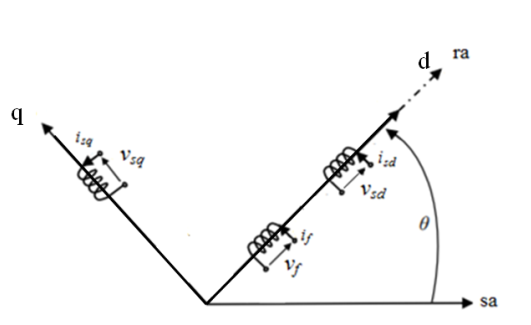 ra
d
q
i_sq
v_sq
i_sd
v_sd
θ
i_f
v_f
sa